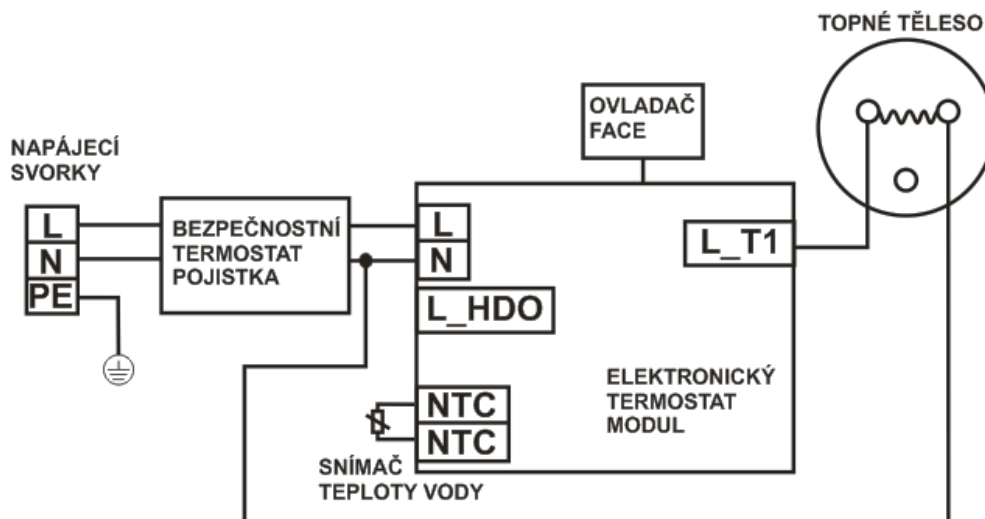 TOPNÉ TĚLESO
OVLADAČ
FACE
NAPÁJECÍ
SVORKY
L
N
PE
BEZPEČNOSTNÍ
TERMOSTAT
POJISTKA
L
N
L_T1
L_HDO
NTC
NTC
ELEKTRONICKÝ
TERMOSTAT
MODUL
SNÍMAČ
TEPLOTY VODY